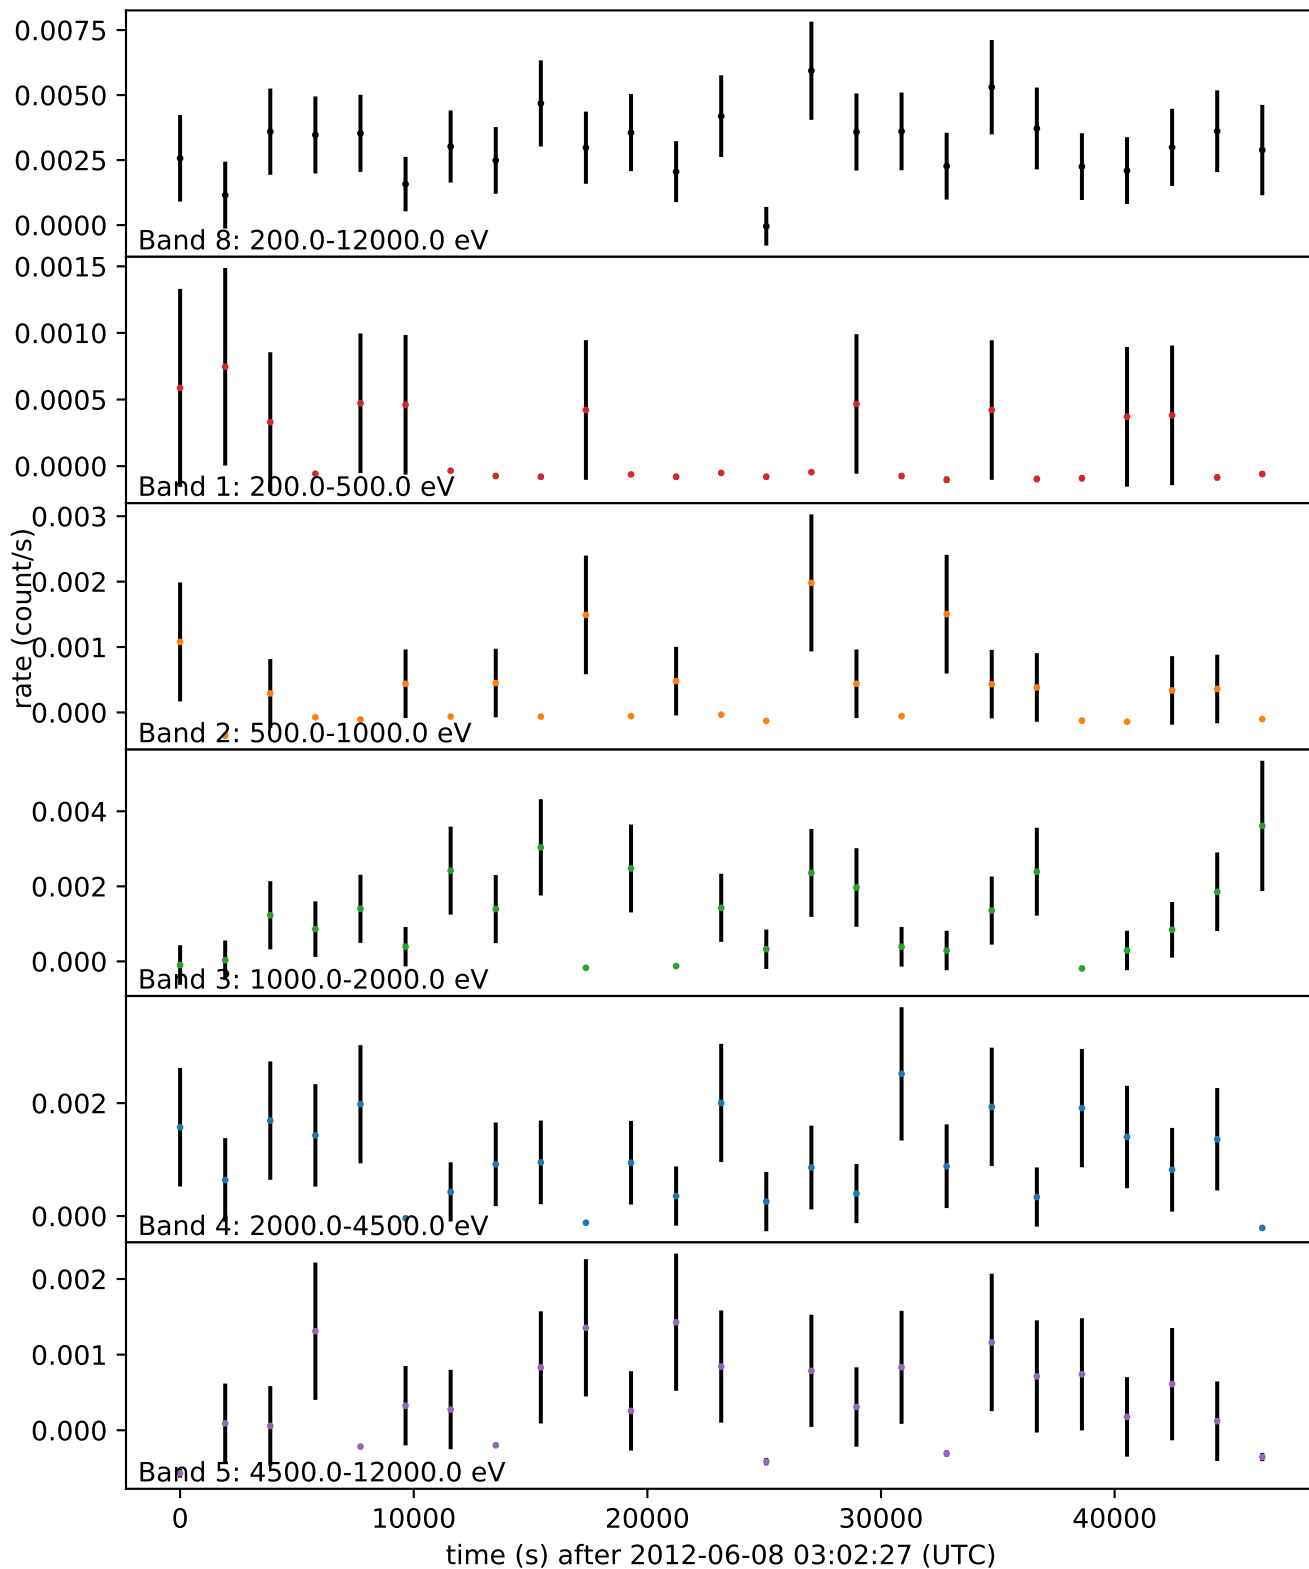 0.0075
0.0050
0.0025
0.0000
Band 8: 200.0-12000.0 eV
0.0015
0.0010
0.0005
0.0000
Band 1: 200.0-500.0 eV
rate (count/s)
0.003
0.002
0.001
0.000
Band 2: 500.0-1000.0 eV
0.004
0.002
0.000
Band 3: 1000.0-2000.0 eV
0.002
0.000
Band 4: 2000.0-4500.0 eV
0.002
0.001
0.000
Band 5: 4500.0-12000.0 eV
0 10000 20000 30000 40000
time (s) after 2012-06-08 03:02:27 (UTC)